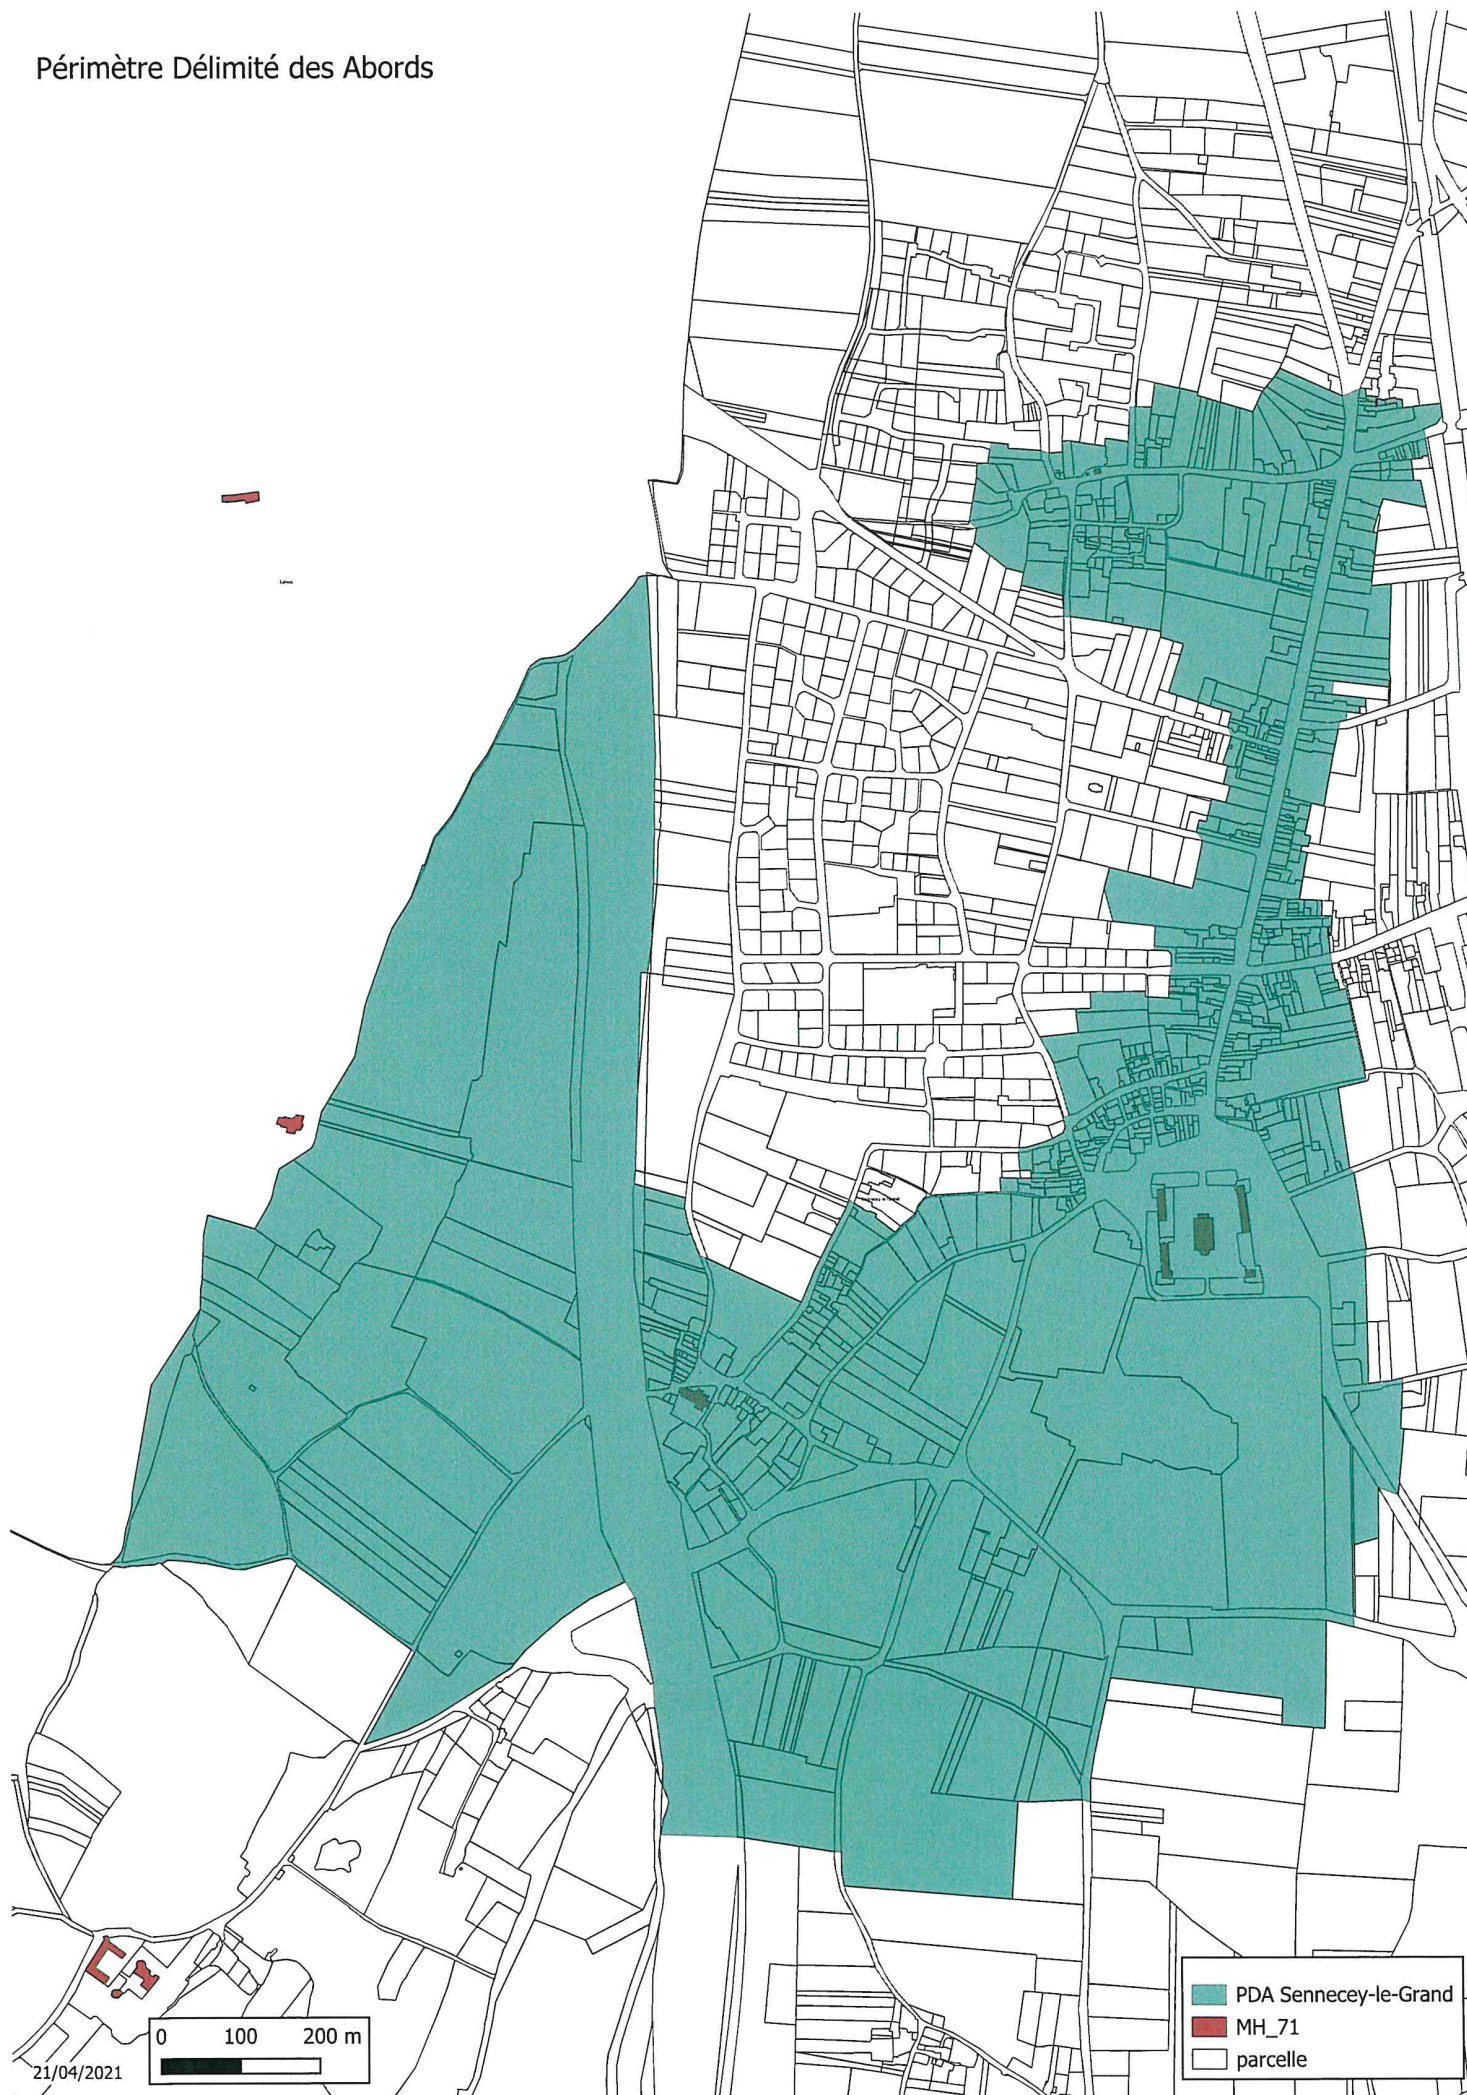 Périmètre Délimité des Abords
PDA Sennecey-le-Grand
MH_71
parcelle
0 100 200 m
21/04/2021